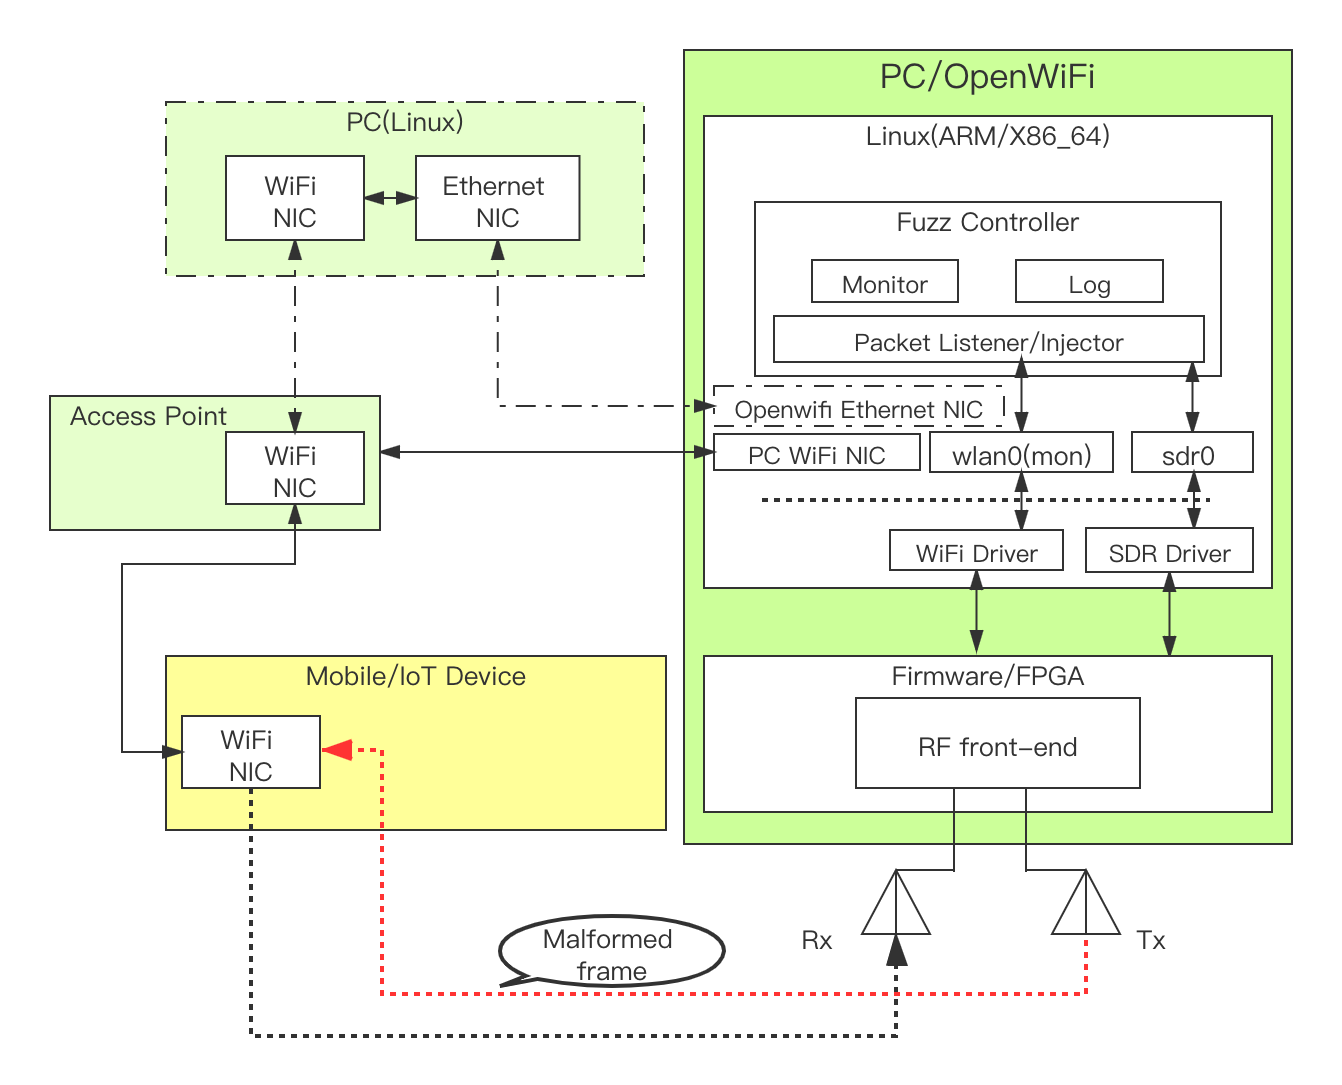 PC/OpenWiFi
Linux(ARM/X86_64)
PC(Linux)
WiFi
NIC
Ethernet
NIC
Fuzz Controller
Monitor
Log
Packet Listener/Injector
Openwifi Ethernet NIC
PC WiFi NIC
wlan0(mon)
sdr0
Access Point
WiFi
NIC
WiFi Driver
SDR Driver
Mobile/IoT Device
WiFi
NIC
Firmware/FPGA
RF front-end
Rx
Tx
Malformed
frame